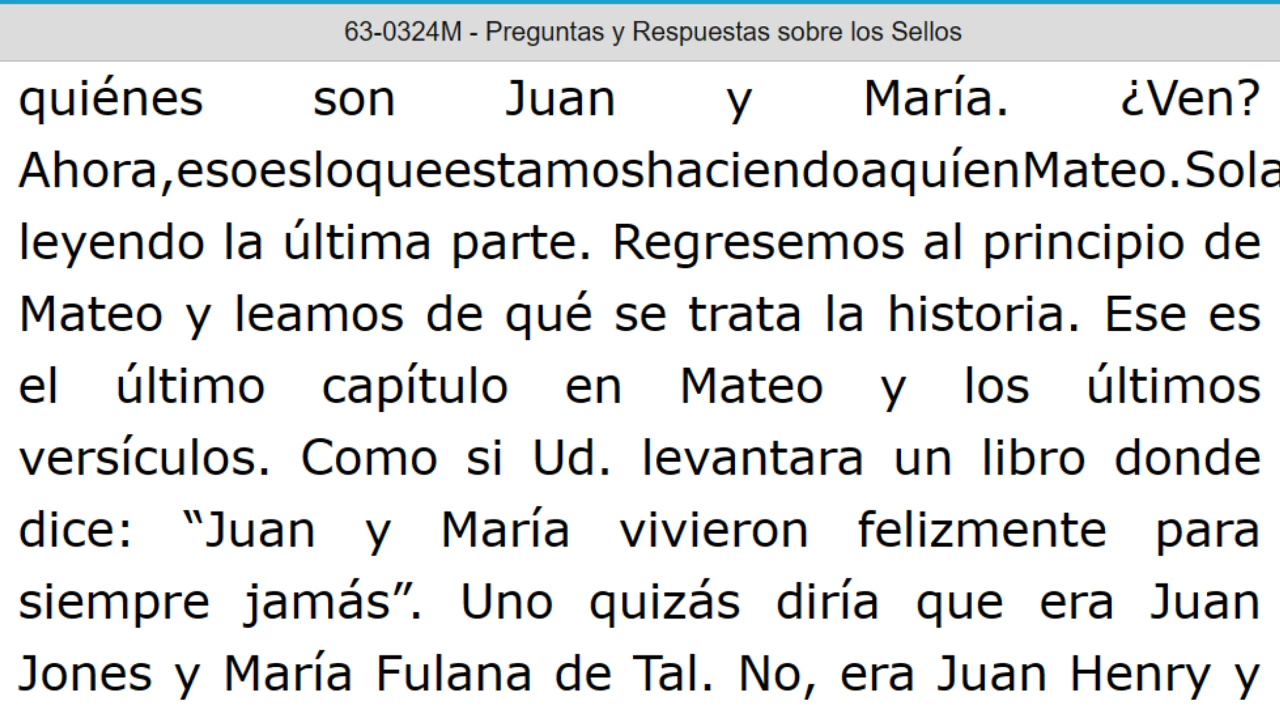 63-0324M - Preguntas y Respuestas sobre los Sellos
quiénes son Juan y María. ¿Ven?
Ahora,esoesloqueestamoshaciendoaquíenMateo.Sola
leyendo la última parte. Regresemos al principio de
Mateo y leamos de qué se trata la historia. Ese es
el último capítulo en Mateo y los últimos
versículos. Como si Ud. levantara un libro donde
dice: “Juan y María vivieron felizmente para
siempre jamás”. Uno quizás diría que era Juan
Jones y María Fulana de Tal. No, era Juan Henry y